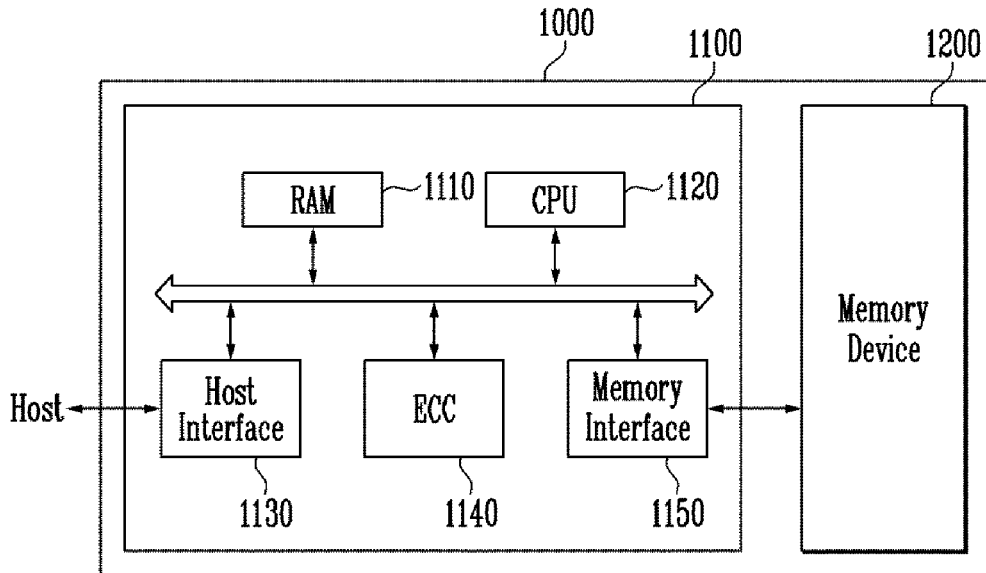 1000
1100
1200
RAM
1110
CPU
1120
Memory
Device
Host
Host
Interface
ECC
Memory
Interface
1130
1140
1150